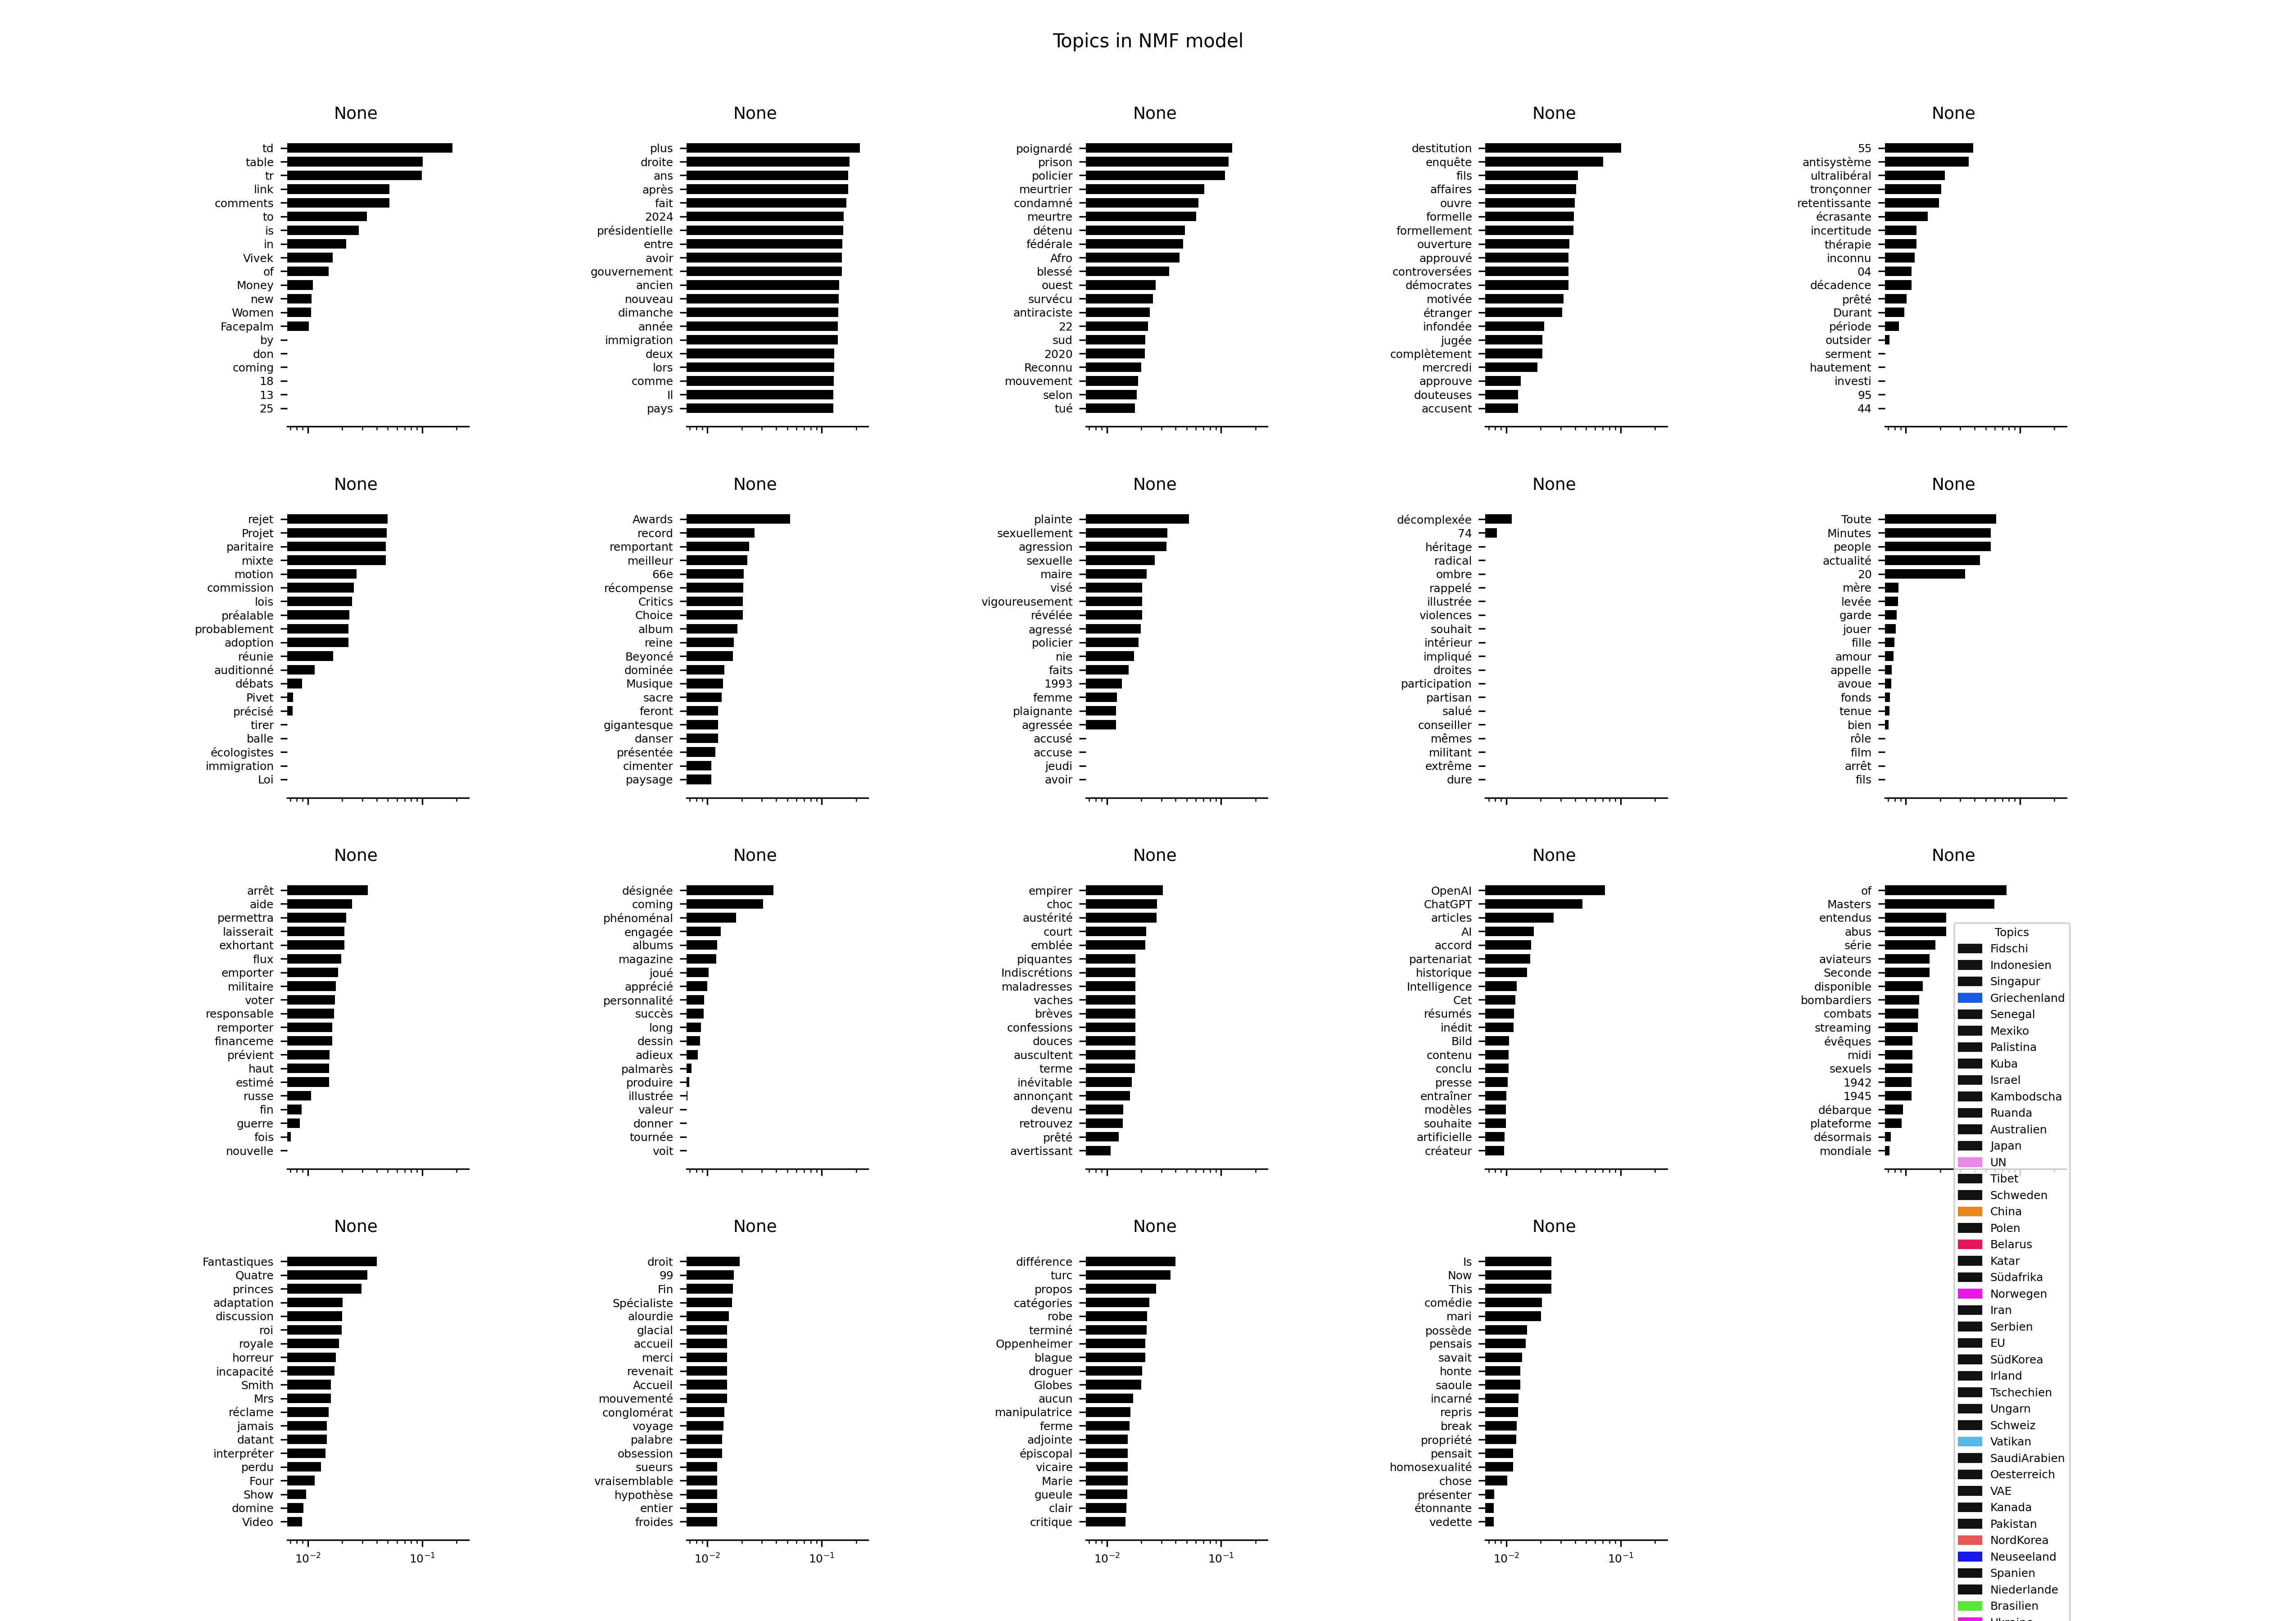 Topics in NMF model
None
td
table
tr
link
comments
to
is
in
Vivek
of
Money
new
Women
Facepalm
by
don
coming
18
13
25
None
plus
droite
ans
après
fait
2024
présidentielle
entre
avoir
gouvernement
ancien
nouveau
dimanche
année
immigration
deux
lors
comme
Il
pays
None
poignardé
prison
policier
meurtrier
condamné
meurtre
détenu
fédérale
Afro
blessé
ouest
survécu
antiraciste
22
sud
2020
Reconnu
mouvement
selon
tué
None
destitution
enquête
fils
affaires
ouvre
formelle
formellement
ouverture
approuvé
controversées
démocrates
motivée
étranger
infondée
jugée
complètement
mercredi
approuve
douteuses
accusent
None
55
antisystème
ultralibéral
tronçonner
retentissante
écrasante
incertitude
thérapie
inconnu
04
décadence
prêté
Durant
période
outsider
serment
hautement
investi
95
44
None
rejet
Projet
paritaire
mixte
motion
commission
lois
préalable
probablement
adoption
réunie
auditionné
débats
Pivet
précisé
tirer
balle
écologistes
immigration
Loi
None
Awards
record
remportant
meilleur
66e
récompense
Critics
Choice
album
reine
Beyoncé
dominée
Musique
sacre
feront
gigantesque
danser
présentée
cimenter
paysage
None
plainte
sexuellement
agression
sexuelle
maire
visé
vigoureusement
révélée
agressé
policier
nie
faits
1993
femme
plaignante
agressée
accusé
accuse
jeudi
avoir
None
décomplexée
74
héritage
radical
ombre
rappelé
illustrée
violences
souhait
intérieur
impliqué
droites
participation
partisan
salué
conseiller
mêmes
militant
extrême
dure
None
Toute
Minutes
people
actualité
20
mère
levée
garde
jouer
fille
amour
appelle
avoue
fonds
tenue
bien
rôle
film
arrêt
fils
None
arrêt
aide
permettra
laisserait
exhortant
flux
emporter
militaire
voter
responsable
remporter
financeme
prévient
haut
estimé
russe
fin
guerre
fois
nouvelle
None
désignée
coming
phénoménal
engagée
albums
magazine
joué
apprécié
personnalité
succès
long
dessin
adieux
palmarès
produire
illustrée
valeur
donner
tournée
voit
None
empirer
choc
austérité
court
emblée
piquantes
Indiscrétions
maladresses
vaches
brèves
confessions
douces
auscultent
terme
inévitable
annonçant
devenu
retrouvez
prêté
avertissant
None
OpenAI
ChatGPT
articles
AI
accord
partenariat
historique
Intelligence
Cet
résumés
inédit
Bild
contenu
conclu
presse
entraîner
modèles
souhaite
artificielle
créateur
None
of
Masters
entendus
abus
série
aviateurs
Seconde
disponible
bombardiers
combats
streaming
évêques
midi
sexuels
1942
1945
débarque
plateforme
désormais
mondiale
None
Fantastiques
Quatre
princes
adaptation
discussion
roi
royale
horreur
incapacité
Smith
Mrs
réclame
jamais
datant
interpréter
perdu
Four
Show
domine
Video
10⁻² 10⁻¹
None
droit
99
Fin
Spécialiste
alourdie
glacial
accueil
merci
revenait
Accueil
mouvementé
conglomérat
voyage
palabre
obsession
sueurs
vraisemblable
hypothèse
entier
froides
10⁻² 10⁻¹
None
différence
turc
propos
catégories
robe
terminé
Oppenheimer
blague
droguer
Globes
aucun
manipulatrice
ferme
adjointe
épiscopal
vicaire
Marie
gueule
clair
critique
10⁻² 10⁻¹
None
Is
Now
This
comédie
mari
possède
pensais
savait
honte
saoule
incarné
repris
break
propriété
pensait
homosexualité
chose
présenter
étonnante
vedette
10⁻² 10⁻¹
Topics
Fidschi
Indonesien
Singapur
Griechenland
Senegal
Mexiko
Palistina
Kuba
Israel
Kambodscha
Ruanda
Australien
Japan
UN
Tibet
Schweden
China
Polen
Belarus
Katar
Südafrika
Norwegen
Iran
Serbien
EU
SüdKorea
Irland
Tschechien
Ungarn
Schweiz
Vatikan
SaudiArabien
Oesterreich
VAE
Kanada
Pakistan
NordKorea
Neuseeland
Spanien
Niederlande
Brasilien